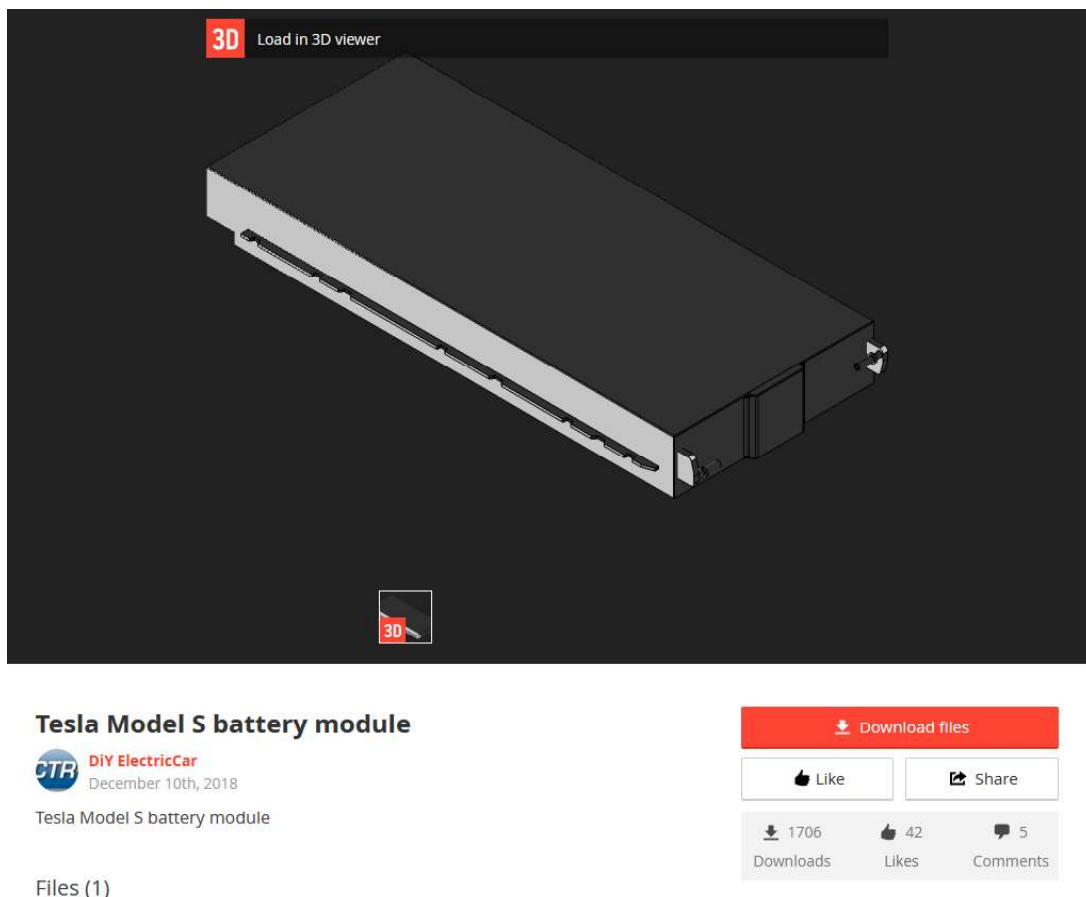 3D Load in 3D viewer
3D
Tesla Model S battery module
CTR
DiY ElectricCar
December 10th, 2018
Tesla Model S battery module
Files (1)
Download files
Like Share
1706 42 5
Downloads Likes Comments